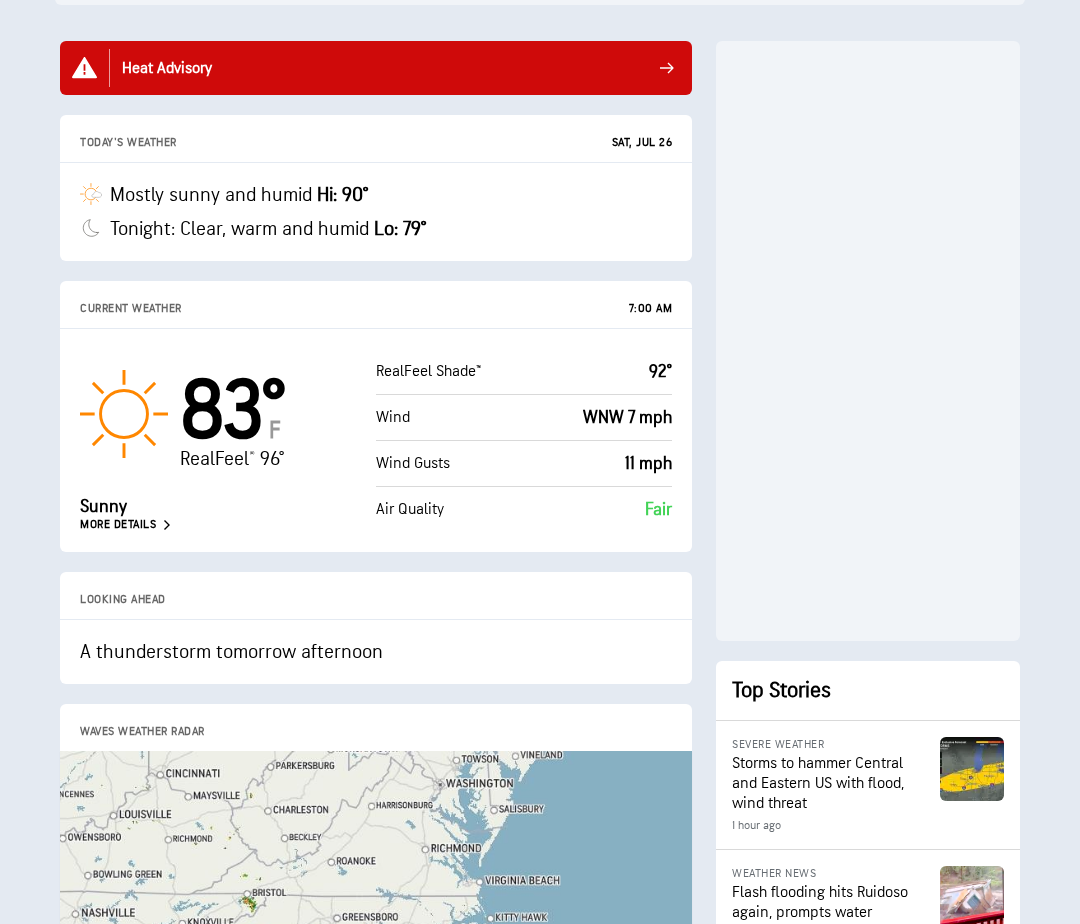 Heat Advisory
TODAY'S WEATHER
SAT, JUL 26
Mostly sunny and humid Hi: 90°
Tonight: Clear, warm and humid Lo: 79°
CURRENT WEATHER
7:00 AM
83°F
RealFeel® 96°
Sunny
MORE DETAILS
RealFeel Shade™
92°
Wind
WNW 7 mph
Wind Gusts
11 mph
Air Quality
Fair
LOOKING AHEAD
A thunderstorm tomorrow afternoon
WAVES WEATHER RADAR
TOWSON
VINELAND
PARKERSBURG
CINCINNATI
WASHINGTON
NCENNES
MAYSVILLE
HARRISONBURG
LOUISVILLE
CHARLESTON
SALISBURY
OWENSBORO
RICHMOND
BECKLEY
RICHMOND
ROANOKE
BOWLING GREEN
VIRGINIA BEACH
BRISTOL
NASHVILLE
KNOXVILLE
GREENSBORO
KITTY HAWK
Top Stories
SEVERE WEATHER
Storms to hammer Central
and Eastern US with flood,
wind threat
1 hour ago
WEATHER NEWS
Flash flooding hits Ruidoso
again, prompts water